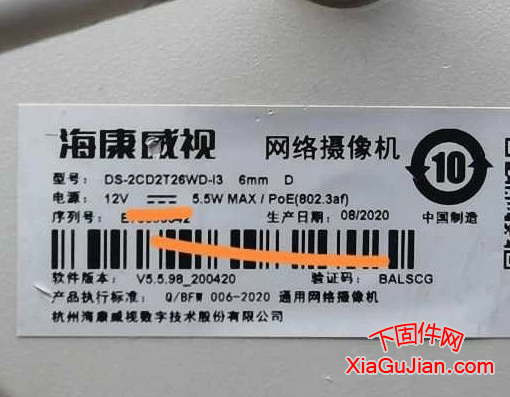 海康威视 网络摄像机
型号: DS-2CD2T26WD-I3 6mm D
电源: 12V 5.5W MAX / PoE(802.3af)
序列号: 生产日期: 08/2020
10
中国制造
软件版本: V5.5.98_200420 验证码: BALSCG
产品执行标准: Q/BFW 006-2020 通用网络摄像机
杭州海康威视数字技术股份有限公司
下固件网
XiaGuJian.com